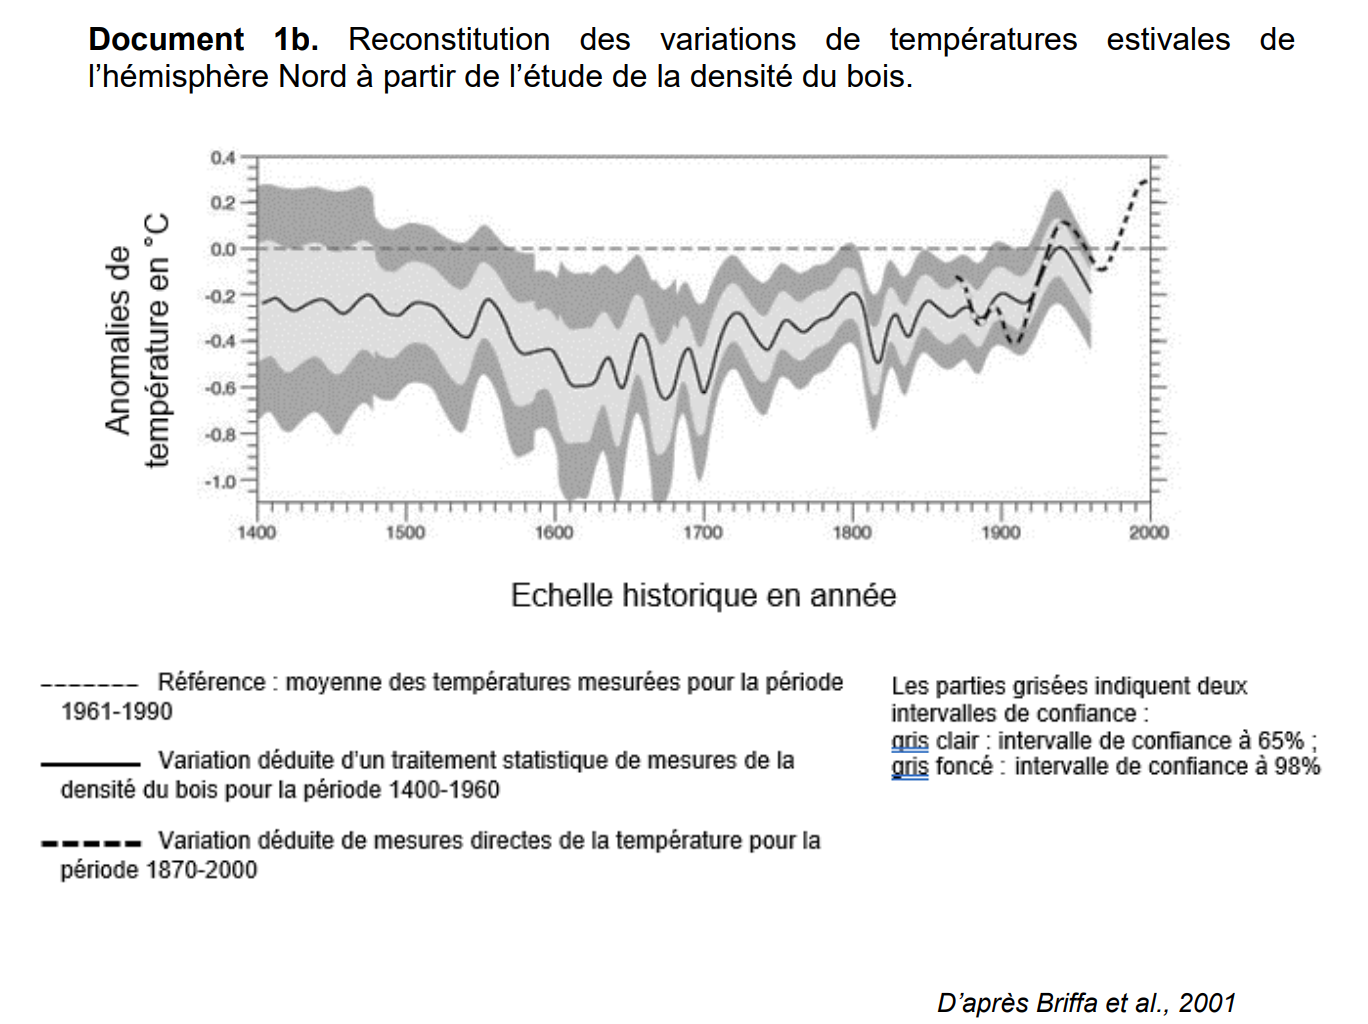 Document 1b. Reconstitution des variations de températures estivales de
l’hémisphère Nord à partir de l’étude de la densité du bois.
Anomalies de
température en °C
0.4
0.2
0.0
-0.2
-0.4
-0.6
-0.8
-1.0
1400 1500 1600 1700 1800 1900 2000
Echelle historique en année
Référence : moyenne des températures mesurées pour la période
1961-1990
Variation déduite d’un traitement statistique de mesures de la
densité du bois pour la période 1400-1960
Variation déduite de mesures directes de la température pour la
période 1870-2000
Les parties grisées indiquent deux
intervalles de confiance :
gris clair : intervalle de confiance à 65% ;
gris foncé : intervalle de confiance à 98%
D’après Briffa et al., 2001